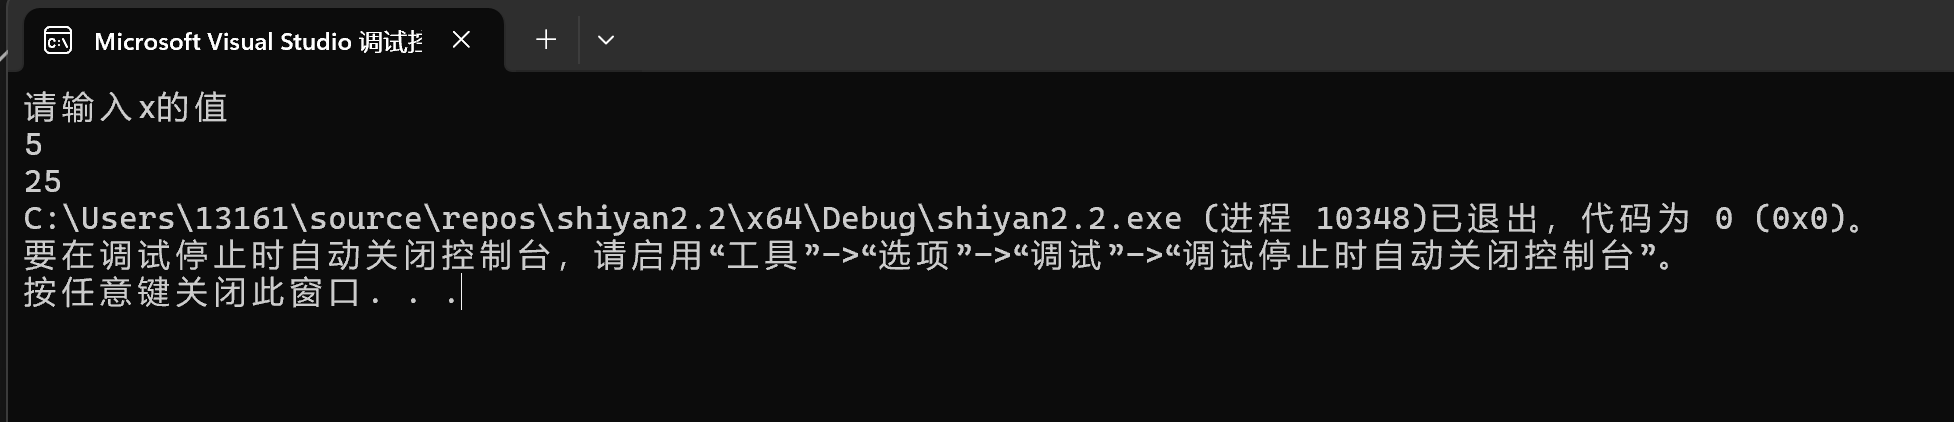 Microsoft Visual Studio 调试控
请输入x的值
5
25
C:\Users\13161\source\repos\shiyan2.2\x64\Debug\shiyan2.2.exe (进程 10348)已退出，代码为 0 (0x0)。
要在调试停止时自动关闭控制台，请启用“工具”->“选项”->“调试”->“调试停止时自动关闭控制台”。
按任意键关闭此窗口. . .